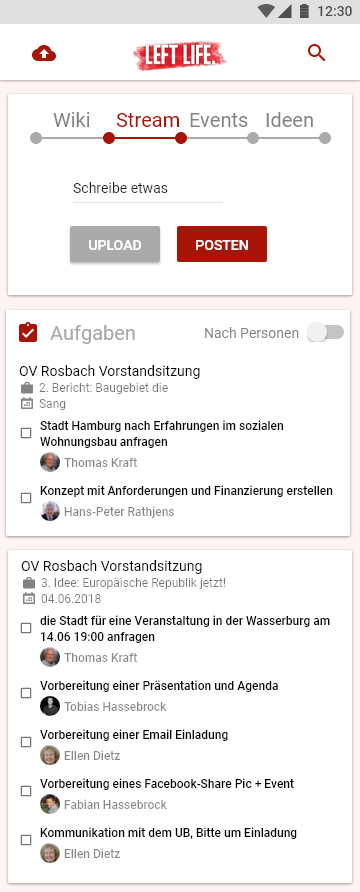 12:30
LEFT LIFE.
Wiki Stream Events Ideen
Schreibe etwas
UPLOAD POSTEN
Aufgaben Nach Personen
OV Rosbach Vorstandsitzung
2. Bericht: Baugebiet die
Sang
Stadt Hamburg nach Erfahrungen im sozialen
Wohnungsbau anfragen
Thomas Kraft
Konzept mit Anforderungen und Finanzierung erstellen
Hans-Peter Rathjens
OV Rosbach Vorstandsitzung
3. Idee: Europäische Republik jetzt!
04.06.2018
die Stadt für eine Veranstaltung in der Wasserburg am
14.06 19:00 anfragen
Thomas Kraft
Vorbereitung einer Präsentation und Agenda
Tobias Hassebrock
Vorbereitung einer Email Einladung
Ellen Dietz
Vorbereitung eines Facebook-Share Pic + Event
Fabian Hassebrock
Kommunikation mit dem UB, Bitte um Einladung
Ellen Dietz